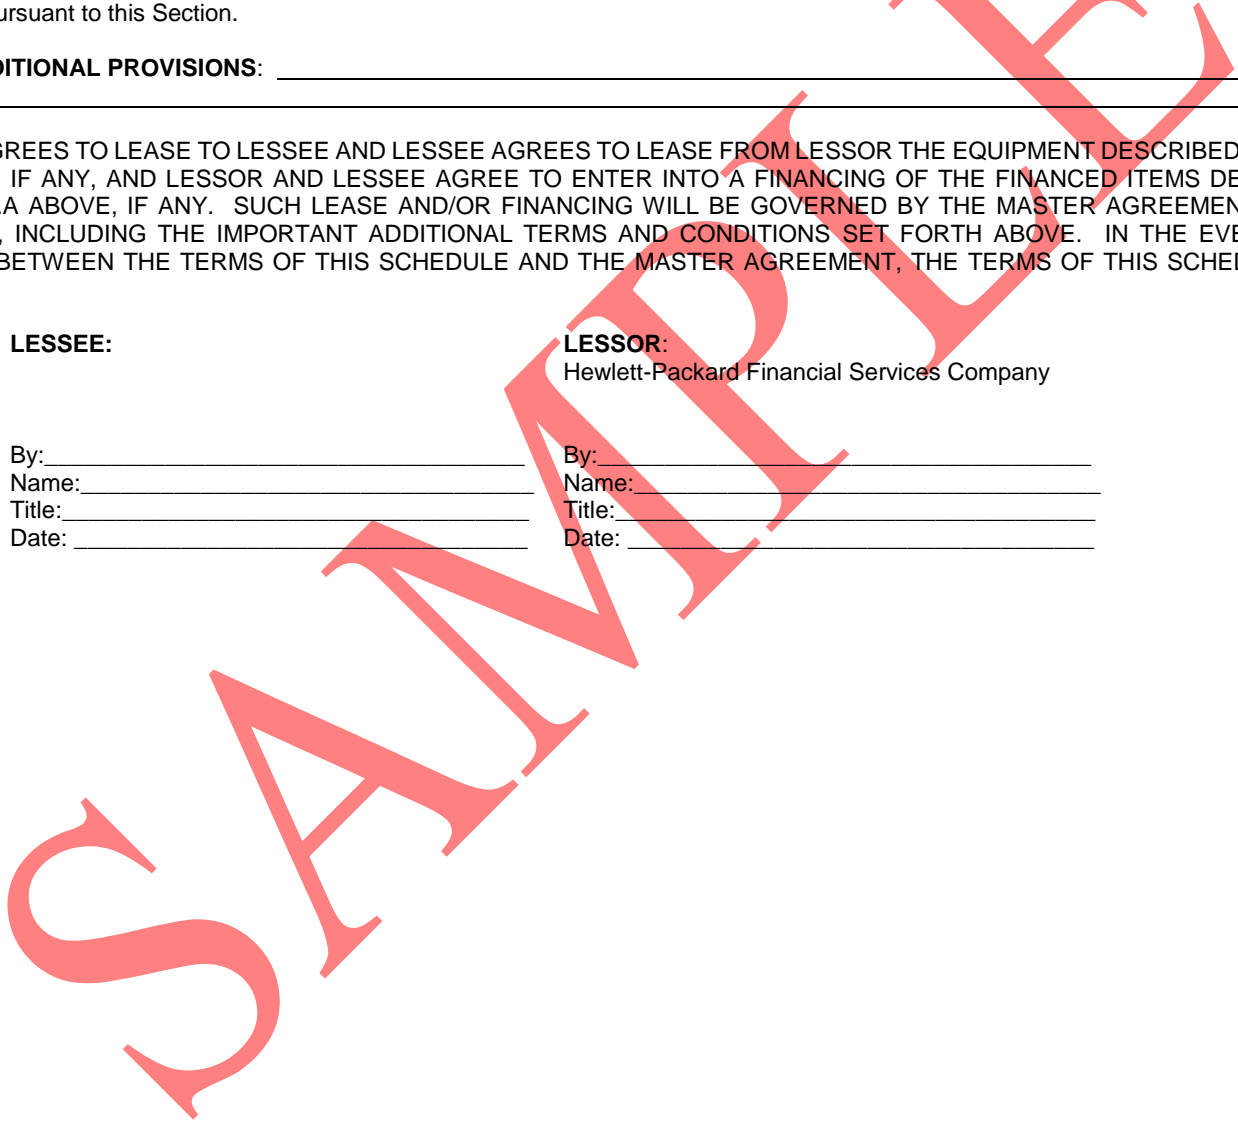 ursuant to this Section.
DITIONAL PROVISIONS: 
GREES TO LEASE TO LESSEE AND LESSEE AGREES TO LEASE FROM LESSOR THE EQUIPMENT DESCRIBED
IF ANY, AND LESSOR AND LESSEE AGREE TO ENTER INTO A FINANCING OF THE FINANCED ITEMS DE
.A ABOVE, IF ANY. SUCH LEASE AND/OR FINANCING WILL BE GOVERNED BY THE MASTER AGREEMEN
, INCLUDING THE IMPORTANT ADDITIONAL TERMS AND CONDITIONS SET FORTH ABOVE. IN THE EVE
BETWEEN THE TERMS OF THIS SCHEDULE AND THE MASTER AGREEMENT, THE TERMS OF THIS SCHED
LESSEE: LESSOR:
Hewlett-Packard Financial Services Company
By: By:
Name: Name:
Title: Title:
Date: Date:
SAMPLE